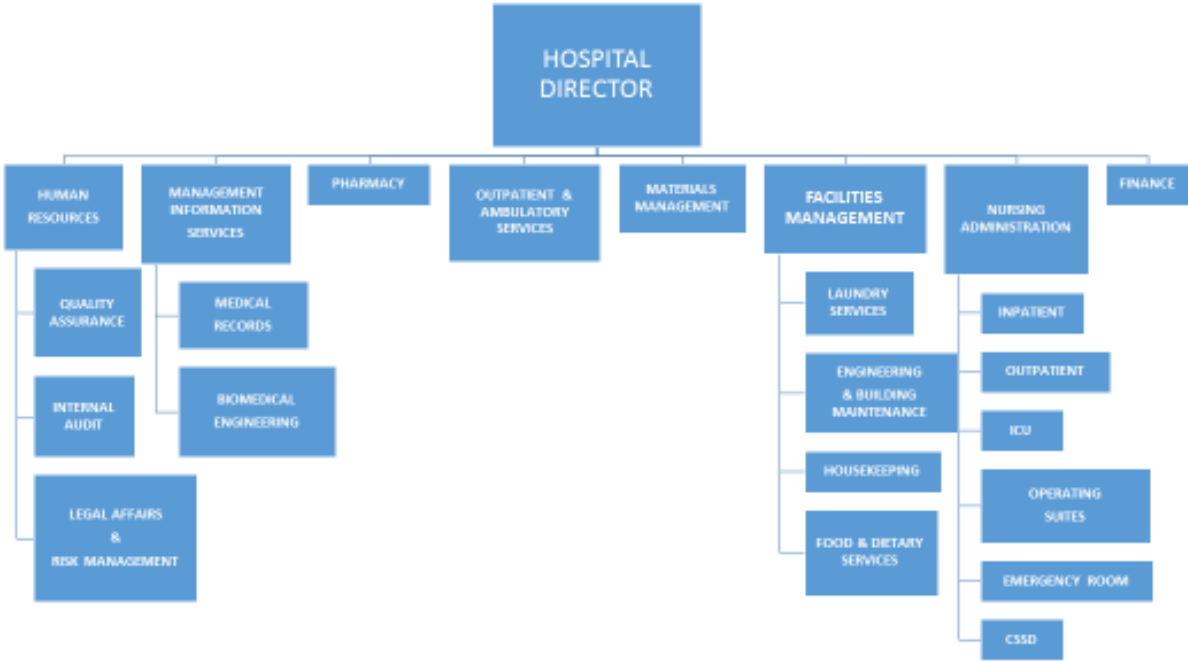 HOSPITAL
DIRECTOR
HUMAN
RESOURCES
MANAGEMENT
INFORMATION
SERVICES
PHARMACY
OUTPATIENT &
AMBULATORY
SERVICES
MATERIALS
MANAGEMENT
FACILITIES
MANAGEMENT
NURSING
ADMINISTRATION
FINANCE
QUALITY
ASSURANCE
INTERNAL
AUDIT
LEGAL AFFAIRS
&
RISK MANAGEMENT
MEDICAL
RECORDS
BIOMEDICAL
ENGINEERING
LAUNDRY
SERVICES
ENGINEERING
& BUILDING
MAINTENANCE
HOUSEKEEPING
FOOD & DIETARY
SERVICES
INPATIENT
OUTPATIENT
ICU
OPERATING
SUITES
EMERGENCY ROOM
CSSD